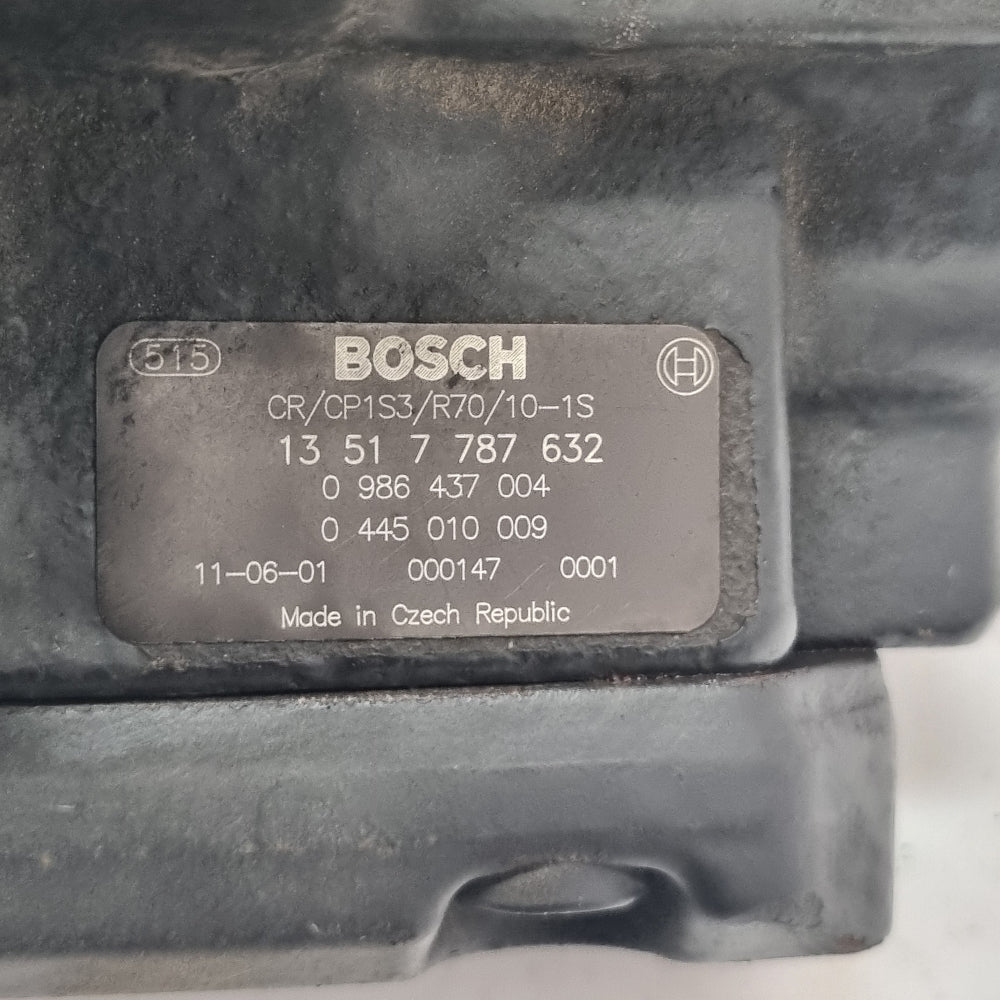 515 BOSCH
CR/CP1S3/R70/10-1S
13 51 7 787 632
0 986 437 004
0 445 010 009
11-06-01 000147 0001
Made in Czech Republic